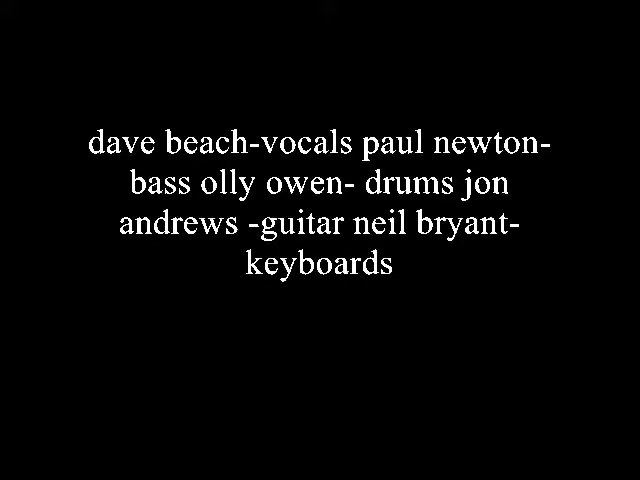 dave beach-vocals paul newton-
bass olly owen- drums jon
andrews -guitar neil bryant-
keyboards